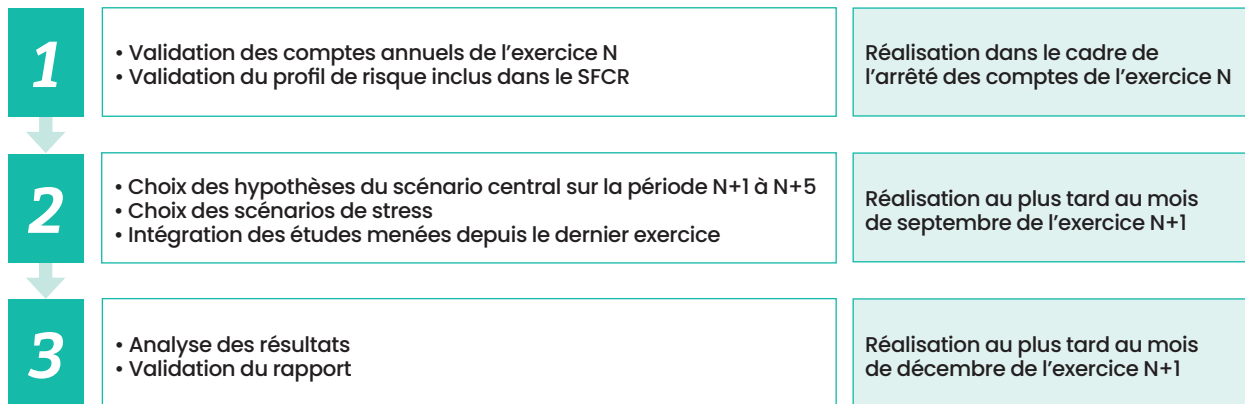 1
• Validation des comptes annuels de l’exercice N
• Validation du profil de risque inclus dans le SFCR
Réalisation dans le cadre de
l’arrêté des comptes de l’exercice N
2
• Choix des hypothèses du scénario central sur la période N+1 à N+5
• Choix des scénarios de stress
• Intégration des études menées depuis le dernier exercice
Réalisation au plus tard au mois
de septembre de l’exercice N+1
3
• Analyse des résultats
• Validation du rapport
Réalisation au plus tard au mois
de décembre de l’exercice N+1